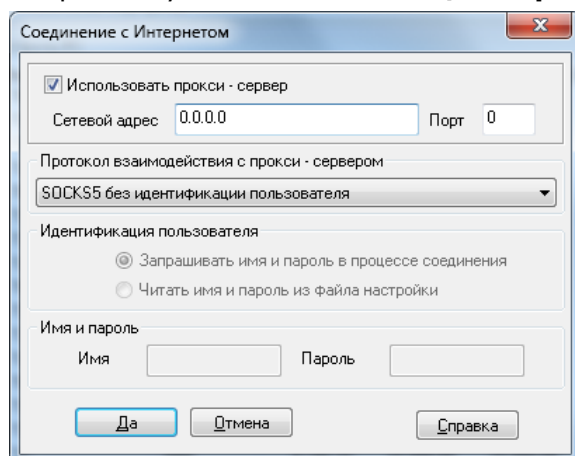 Соединение с Интернетом
Использовать прокси - сервер
Сетевой адрес 0.0.0.0 Порт 0
Протокол взаимодействия с прокси - сервером
SOCKS5 без идентификации пользователя
Идентификация пользователя
Запрашивать имя и пароль в процессе соединения
Читать имя и пароль из файла настройки
Имя и пароль
Имя Пароль
Да Отмена Справка